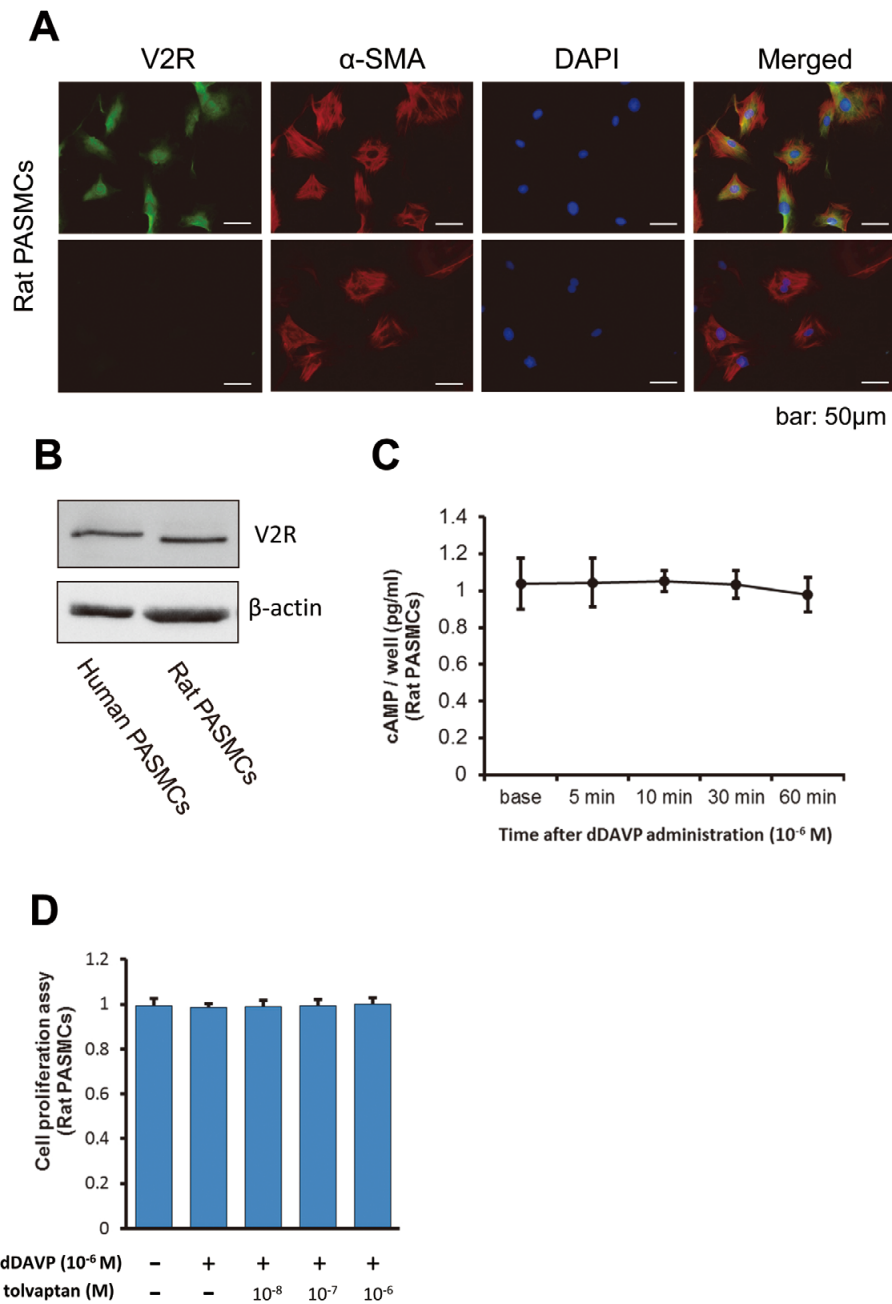 A
V2R α-SMA DAPI Merged
Rat PASMCs
bar: 50μm
B
V2R
β-actin
Human PASMCs
Rat PASMCs
C
cAMP / well (pg/ml)
(Rat PASMCs)
1.4
1.2
1
0.8
0.6
0.4
0.2
0
base 5 min 10 min 30 min 60 min
Time after dDAVP administration (10⁻⁶ M)
D
Cell proliferation assy
(Rat PASMCs)
1.2
1
0.8
0.6
0.4
0.2
0
dDAVP (10⁻⁶ M) − + + + +
tolvaptan (M) − − 10⁻⁸ 10⁻⁷ 10⁻⁶